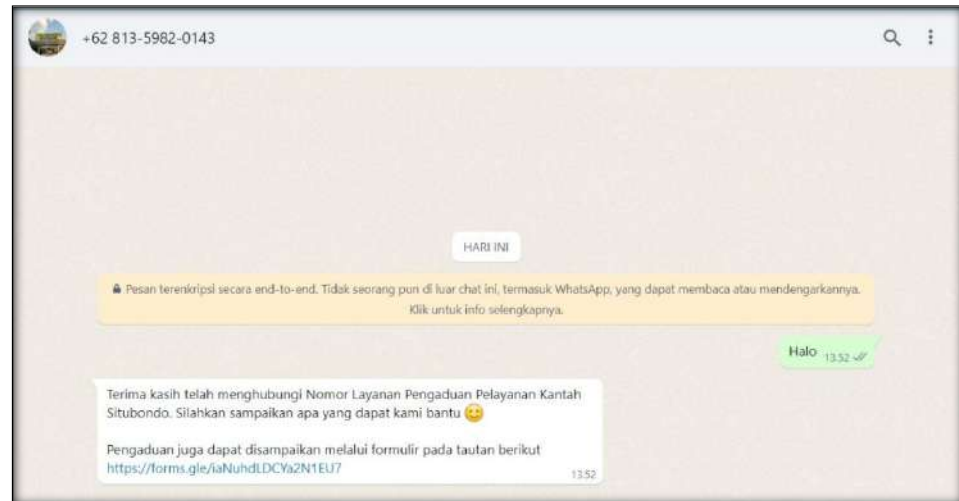 +62 813-5982-0143
HARI INI
Pesan terenkripsi secara end-to-end. Tidak seorang pun di luar chat ini, termasuk WhatsApp, yang dapat membaca atau mendengarkannya.
Klik untuk info selengkapnya.
Halo 13.52
Terima kasih telah menghubungi Nomor Layanan Pengaduan Pelayanan Kantah
Situbondo. Silahkan sampaikan apa yang dapat kami bantu 😊
Pengaduan juga dapat disampaikan melalui formulir pada tautan berikut
https://forms.gle/iaNuhdLDCYa2N1EU7
13.52